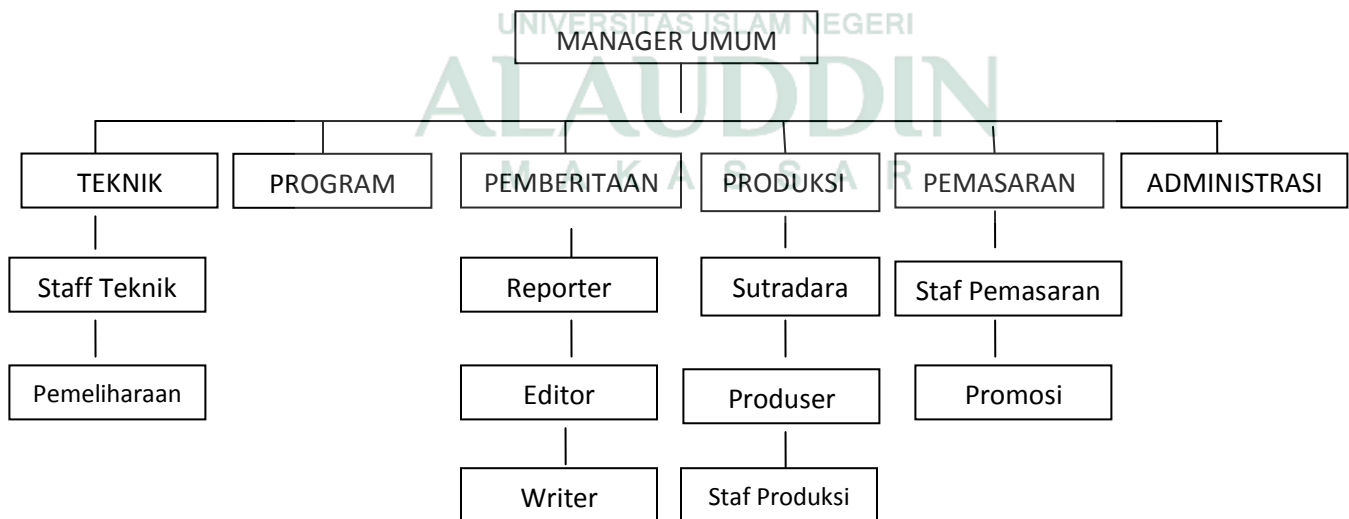 UNIVERSITAS ISLAM NEGERI
MANAGER UMUM
ALAUDDIN
MAKASSAR
TEKNIK PROGRAM PEMBERITAAN PRODUKSI PEMASARAN ADMINISTRASI
Staff Teknik Reporter Sutradara Staf Pemasaran
Pemeliharaan Editor Produser Promosi
Writer Staf Produksi